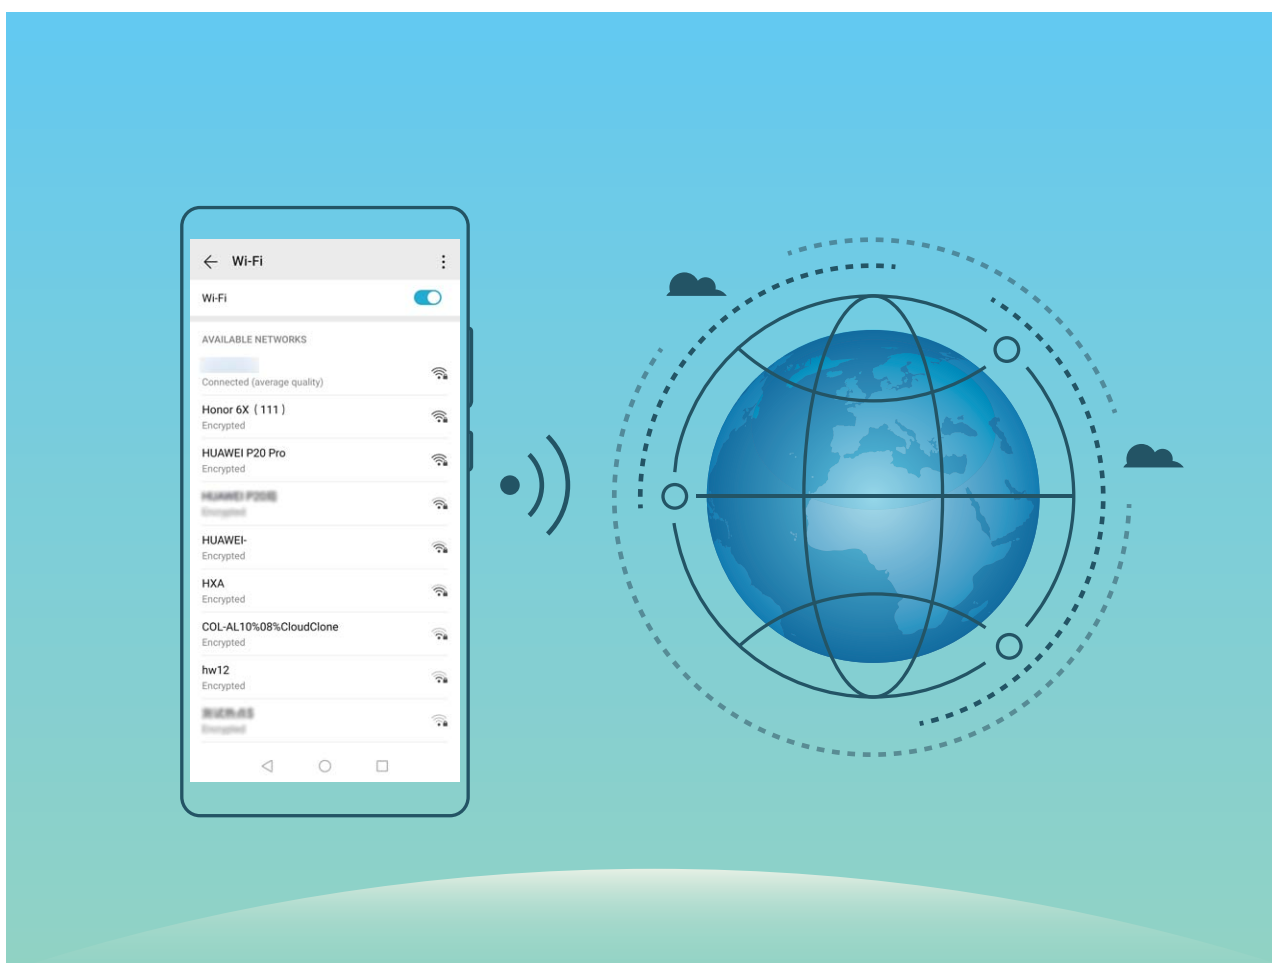 Wi-Fi
Wi-Fi
AVAILABLE NETWORKS
Connected (average quality)
Honor 6X（111）
Encrypted
HUAWEI P20 Pro
Encrypted
HUAWEI-
Encrypted
HXA
Encrypted
COL-AL10%08%CloudClone
Encrypted
hw12
Encrypted